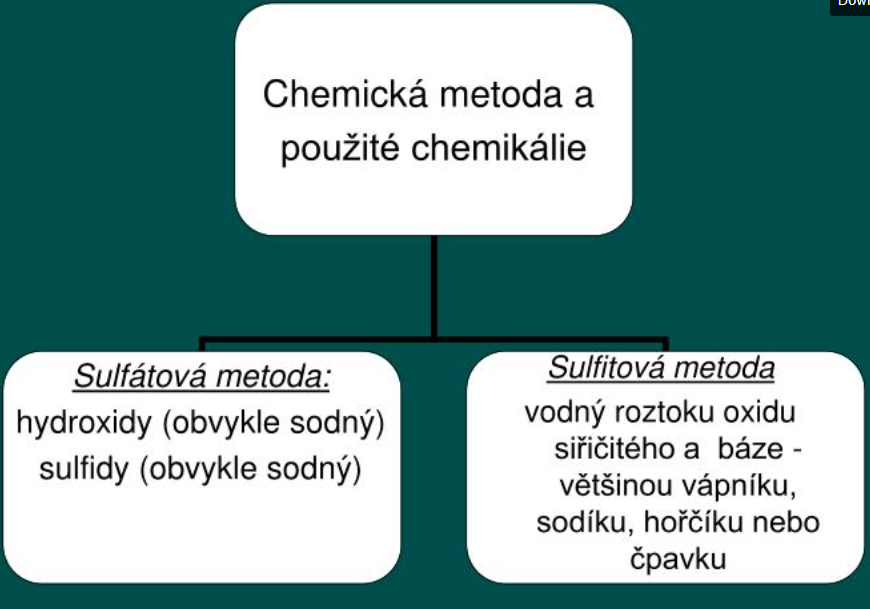 Chemická metoda a
použité chemikálie
Sulfátová metoda:
hydroxidy (obvykle sodný)
sulfidy (obvykle sodný)
Sulfitová metoda
vodný roztoku oxidu
siřičitého a báze -
většinou vápníku,
sodíku, hořčíku nebo
čpavku